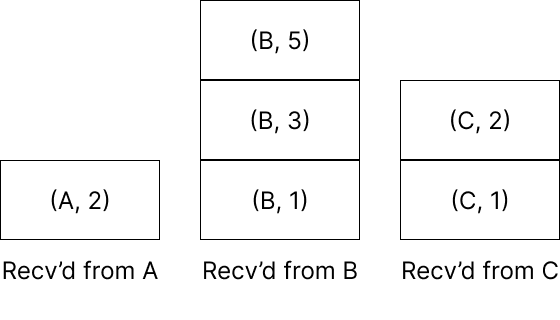 (B, 5)
(B, 3)
(C, 2)
(A, 2)
(B, 1)
(C, 1)
Recv’d from A
Recv’d from B
Recv’d from C